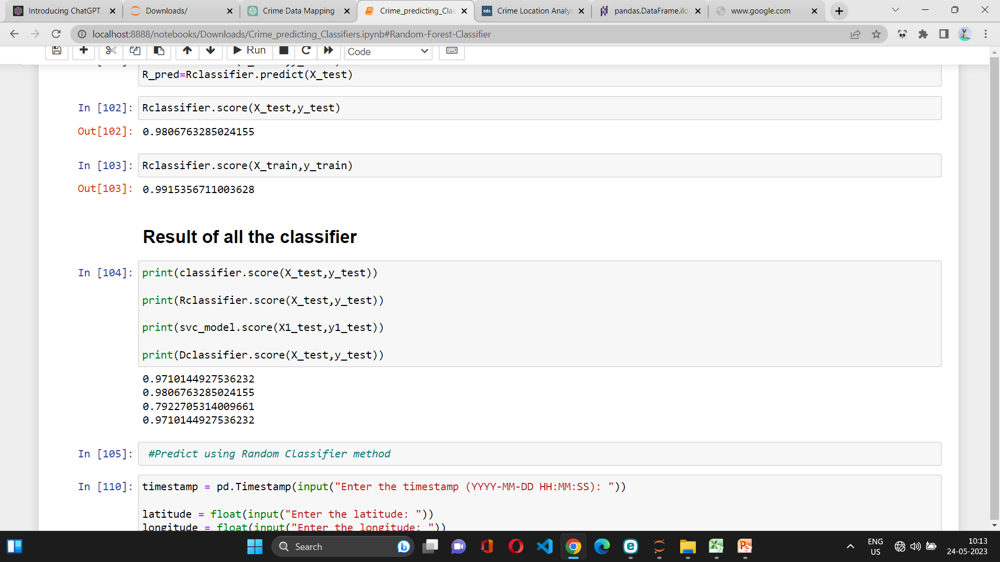 Introducing ChatGPT
Downloads/
Crime Data Mapping
Crime_predicting_Clas
Crime Location Analys
pandas.DataFrame.ilo
www.google.com
localhost:8888/notebooks/Downloads/Crime_predicting_Classifiers.ipynb#Random-Forest-Classifier
Run
Code
R_pred=Rclassifier.predict(X_test)
In [102]: Rclassifier.score(X_test,y_test)
Out[102]: 0.9806763285024155
In [103]: Rclassifier.score(X_train,y_train)
Out[103]: 0.9915356711003628
Result of all the classifier
In [104]: print(classifier.score(X_test,y_test))
print(Rclassifier.score(X_test,y_test))
print(svc_model.score(X1_test,y1_test))
print(Dclassifier.score(X_test,y_test))
0.9710144927536232
0.9806763285024155
0.7922705314009661
0.9710144927536232
In [105]: #Predict using Random Classifier method
In [110]: timestamp = pd.Timestamp(input("Enter the timestamp (YYYY-MM-DD HH:MM:SS): "))
latitude = float(input("Enter the latitude: "))
longitude = float(input("Enter the longitude: "))
Search
ENG
US
10:13
24-05-2023